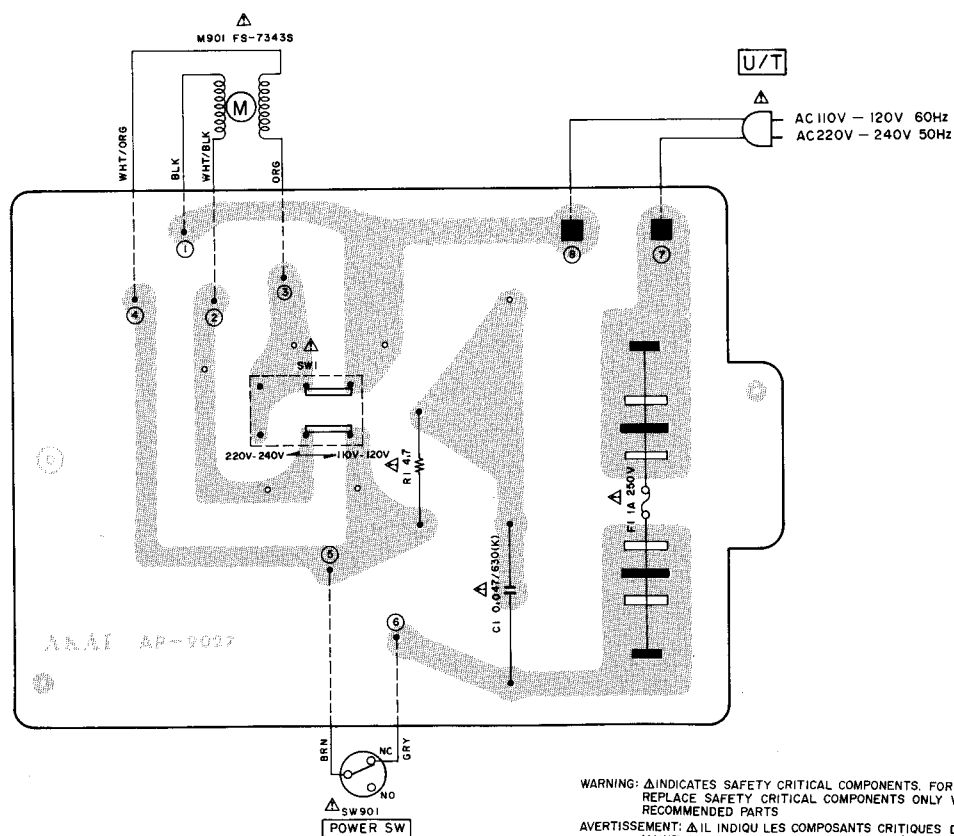 M901 FS-7343S
U/T
AC110V – 120V 60Hz
AC220V – 240V 50Hz
WHT/ORG
BLK
WHT/BLK
ORG
1
8
7
4
2
3
SW1
220V-240V
110V-120V
R1 4.7
F1 1A 250V
5
C1 0.047/630(K)
6
AKAI AP-9027
BRN
NC
GRY
NO
SW901
POWER SW
M
WARNING: ⚠INDICATES SAFETY CRITICAL COMPONENTS. FOR
REPLACE SAFETY CRITICAL COMPONENTS ONLY
RECOMMENDED PARTS
AVERTISSEMENT: ⚠IL INDIQU LES COMPOSANTS CRITIQUES